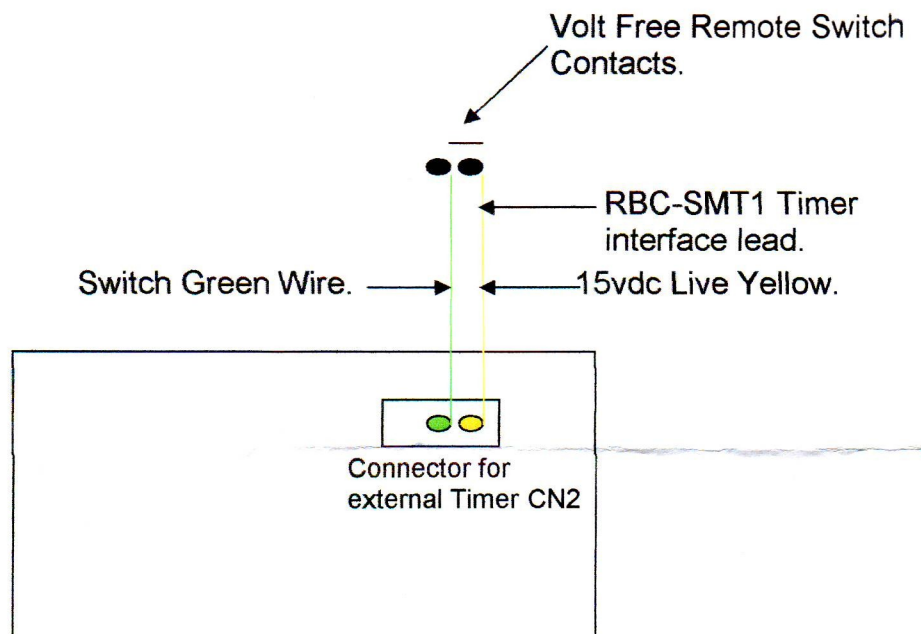 Volt Free Remote Switch
Contacts.
RBC-SMT1 Timer
interface lead.
Switch Green Wire.
15vdc Live Yellow.
Connector for
external Timer CN2